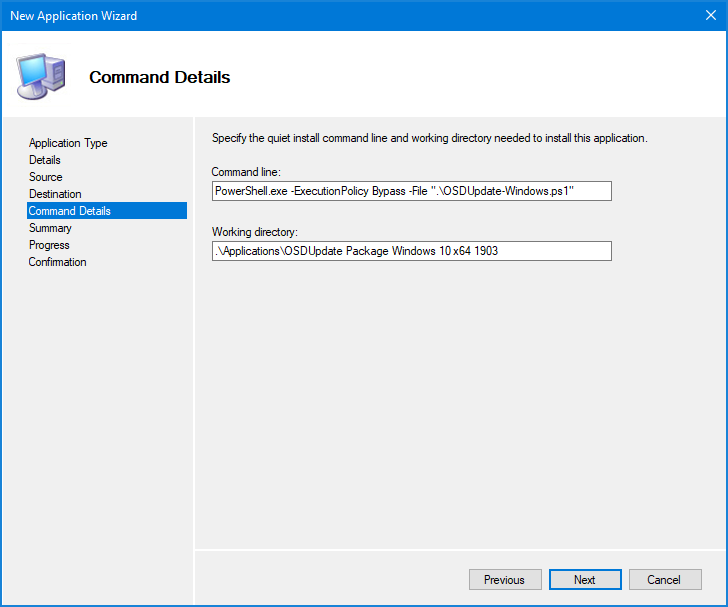 New Application Wizard
Command Details
Application Type
Details
Source
Destination
Command Details
Summary
Progress
Confirmation
Specify the quiet install command line and working directory needed to install this application.
Command line:
PowerShell.exe -ExecutionPolicy Bypass -File ".\OSDUpdate-Windows.ps1"
Working directory:
.\Applications\OSDUpdate Package Windows 10 x64 1903
Previous
Next
Cancel